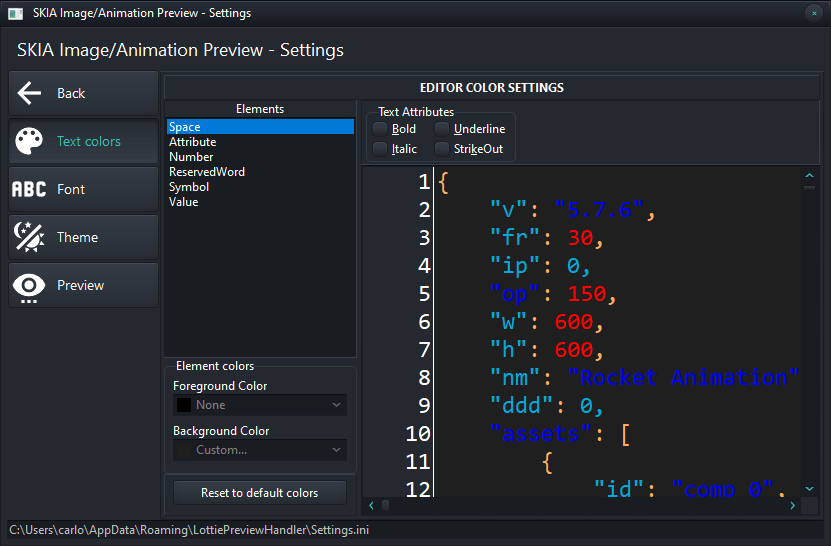 SKIA Image/Animation Preview - Settings
SKIA Image/Animation Preview - Settings
Back
Text colors
ABC Font
Theme
Preview
EDITOR COLOR SETTINGS
Elements
Space
Attribute
Number
ReservedWord
Symbol
Value
Element colors
Foreground Color
None
Background Color
Custom...
Reset to default colors
Text Attributes
Bold Underline
Italic StrikeOut
1 {
2 "v": "5.7.6",
3 "fr": 30,
4 "ip": 0,
5 "op": 150,
6 "w": 600,
7 "h": 600,
8 "nm": "Rocket Animation"
9 "ddd": 0,
10 "assets": [
11 {
12 "id": "comp_0",
C:\Users\carlo\AppData\Roaming\LottiePreviewHandler\Settings.ini